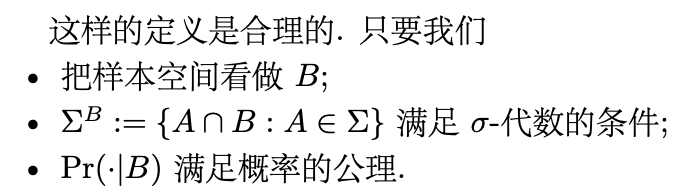 这样的定义是合理的. 只要我们
• 把样本空间看做 B;
• Σ^B := {A ∩ B : A ∈ Σ} 满足 σ-代数的条件;
• Pr(·|B) 满足概率的公理.